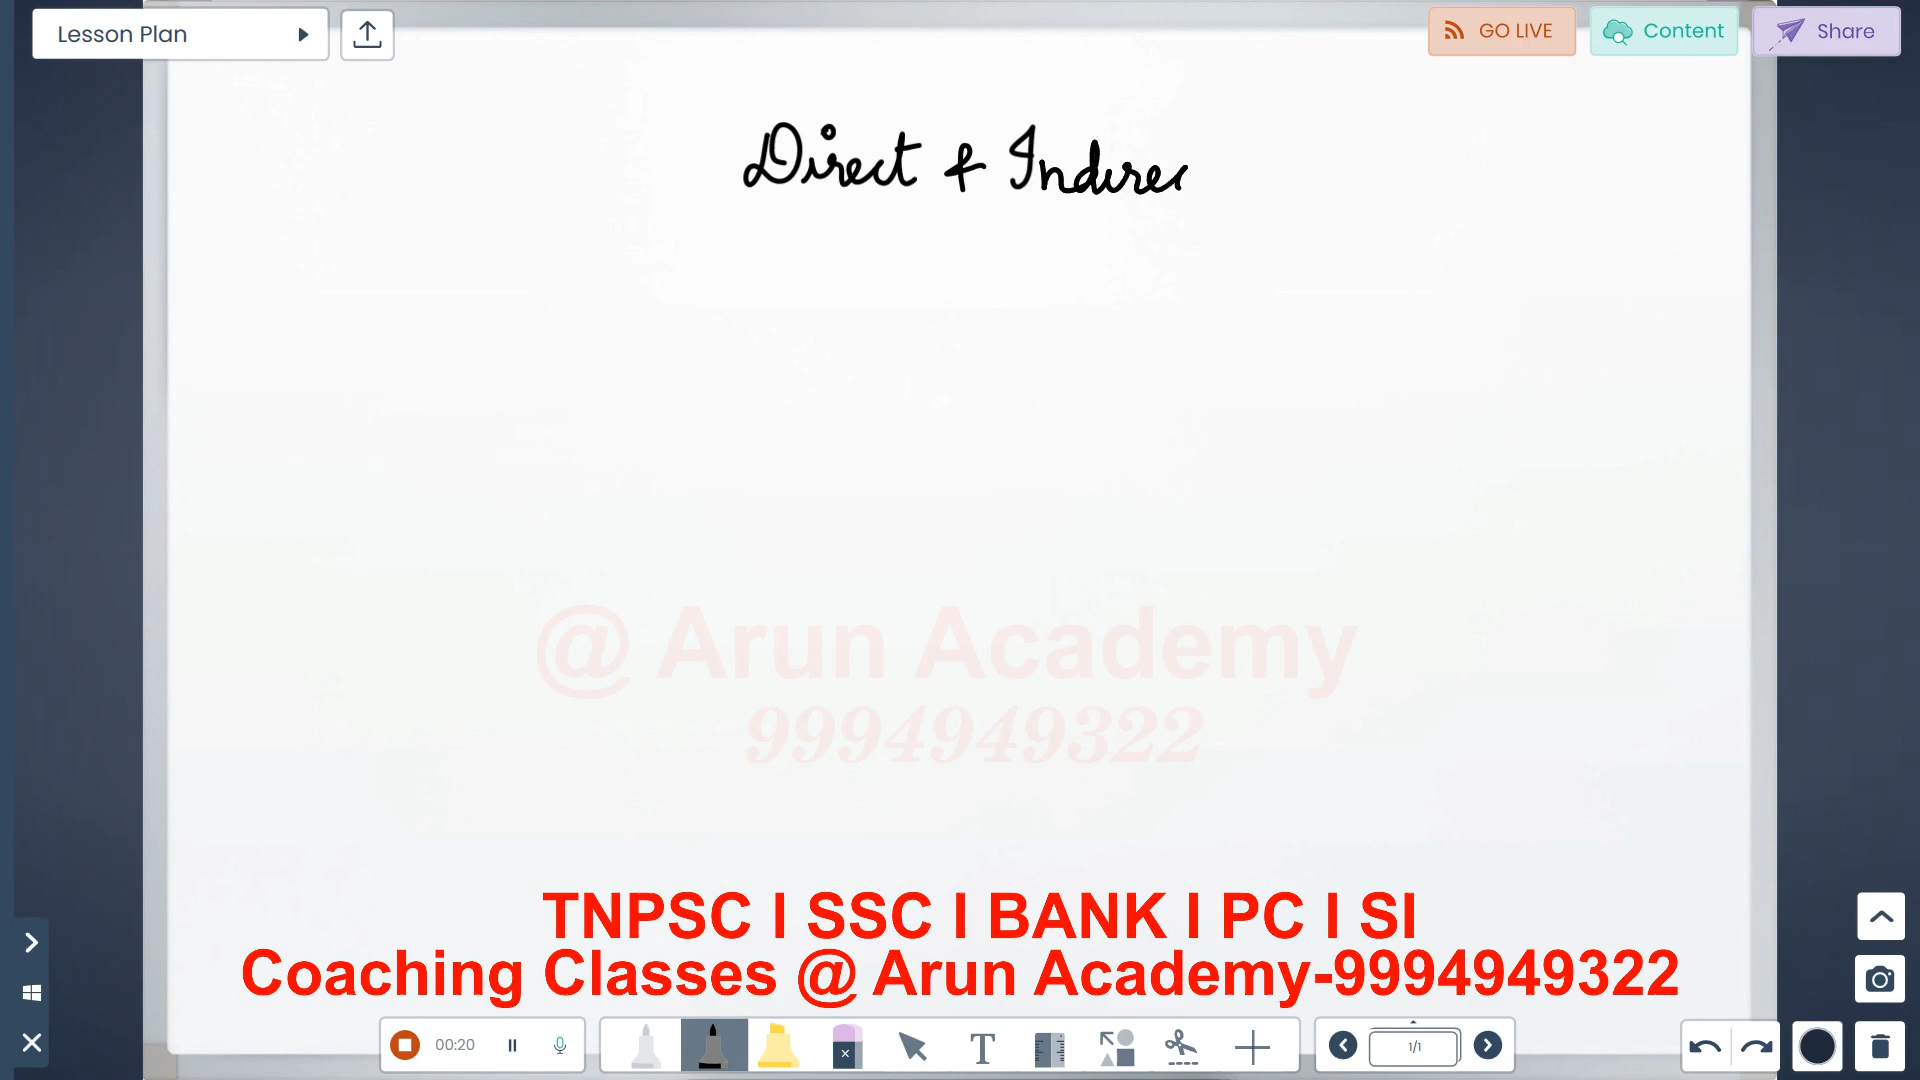 Lesson Plan
GO LIVE
Content
Share
Direct & Indirec
@ Arun Academy
9994949322
TNPSC I SSC I BANK I PC I SI
Coaching Classes @ Arun Academy-9994949322
00:20
T
1/1